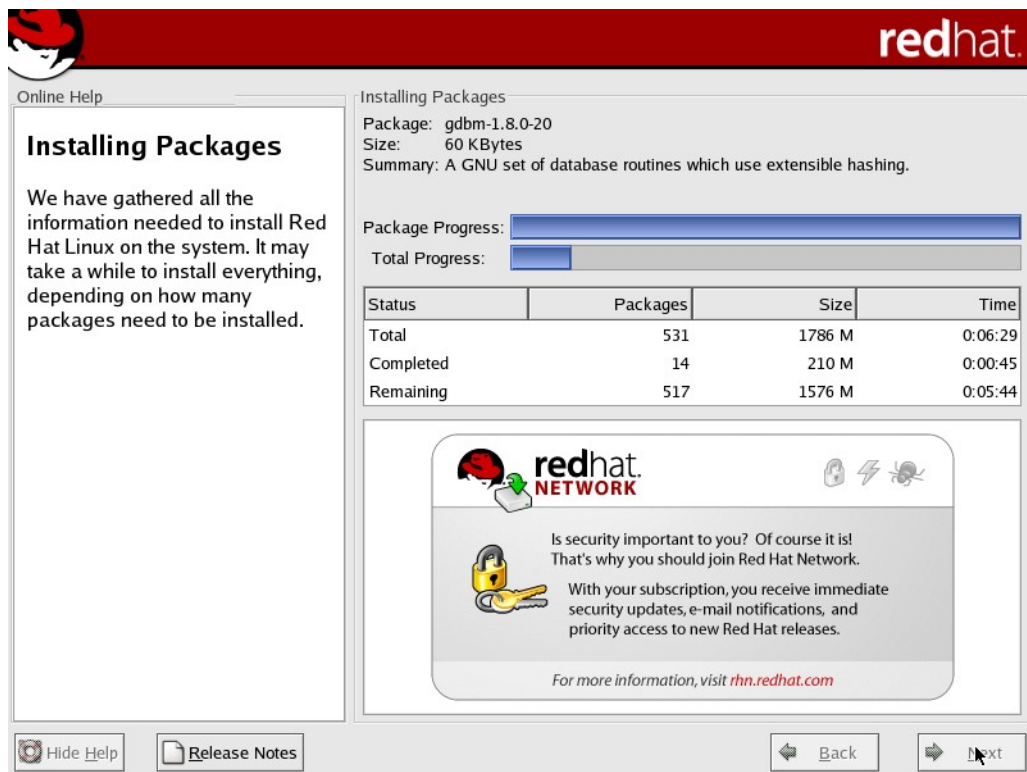 redhat.
Online Help
Installing Packages
We have gathered all the
information needed to install Red
Hat Linux on the system. It may
take a while to install everything,
depending on how many
packages need to be installed.
Installing Packages
Package: gdbm-1.8.0-20
Size: 60 KBytes
Summary: A GNU set of database routines which use extensible hashing.
Package Progress:
Total Progress:
Status Packages Size Time
Total 531 1786 M 0:06:29
Completed 14 210 M 0:00:45
Remaining 517 1576 M 0:05:44
redhat.
NETWORK
Is security important to you? Of course it is!
That's why you should join Red Hat Network.
With your subscription, you receive immediate
security updates, e-mail notifications, and
priority access to new Red Hat releases.
For more information, visit rhn.redhat.com
Hide Help Release Notes Back Next